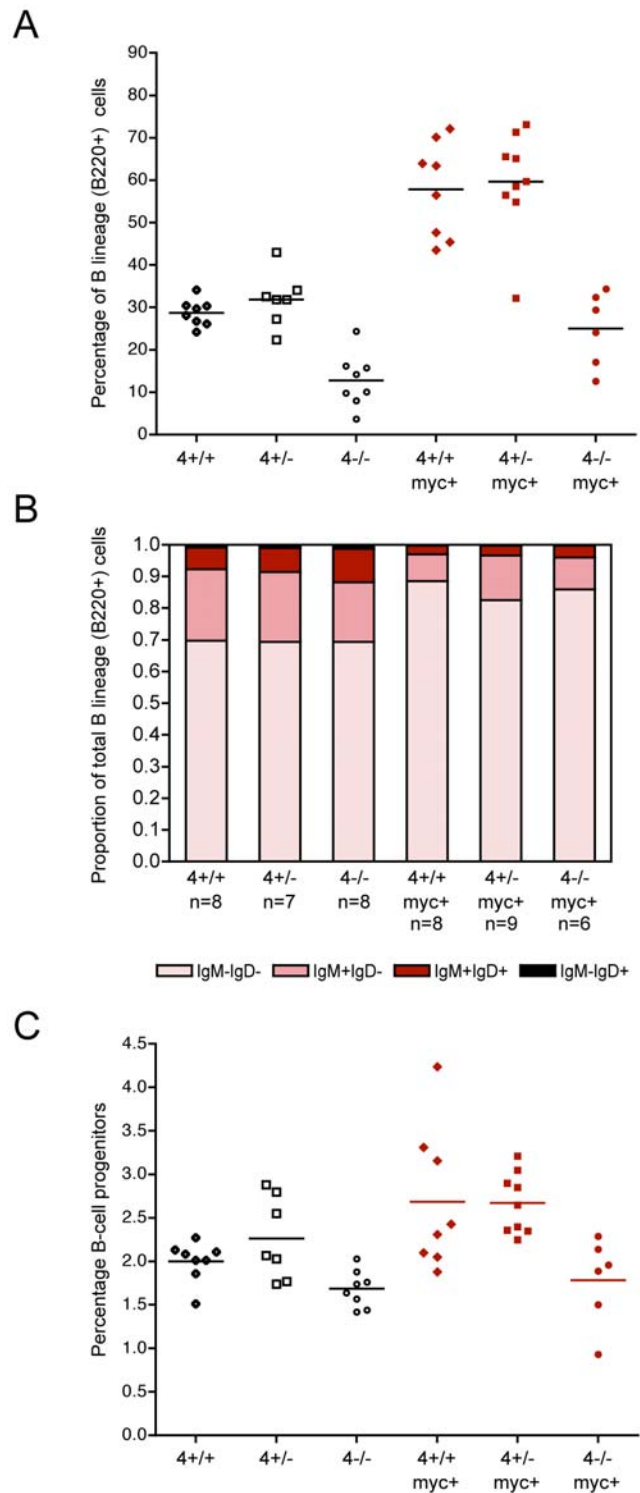 A
Percentage of B lineage (B220+) cells
90
80
70
60
50
40
30
20
10
0
4+/+ 4+/- 4-/- 4+/+ 4+/- 4-/-
myc+ myc+ myc+
B
Proportion of total B lineage (B220+) cells
1.0
0.9
0.8
0.7
0.6
0.5
0.4
0.3
0.2
0.1
0.0
4+/+ 4+/- 4-/- 4+/+ 4+/- 4-/-
n=8 n=7 n=8 myc+ myc+ myc+
n=8 n=9 n=6
IgM-IgD- IgM+IgD- IgM+IgD+ IgM-IgD+
C
Percentage B-cell progenitors
4.5
4.0
3.5
3.0
2.5
2.0
1.5
1.0
0.5
0.0
4+/+ 4+/- 4-/- 4+/+ 4+/- 4-/-
myc+ myc+ myc+